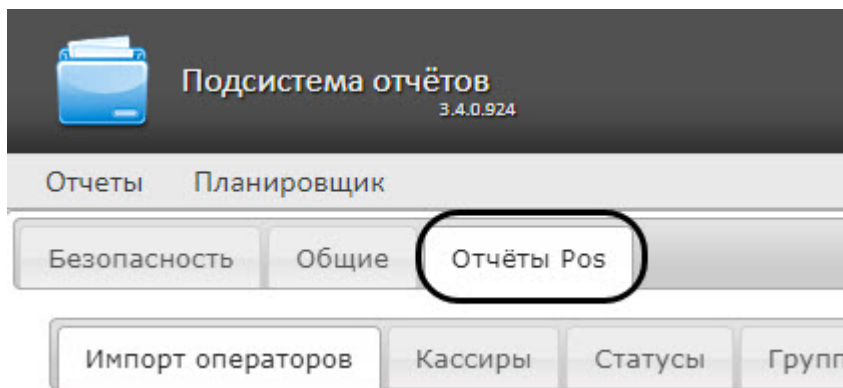 Подсистема отчётов
3.4.0.924
Отчеты Планировщик
Безопасность Общие Отчёты Pos
Импорт операторов Кассиры Статусы